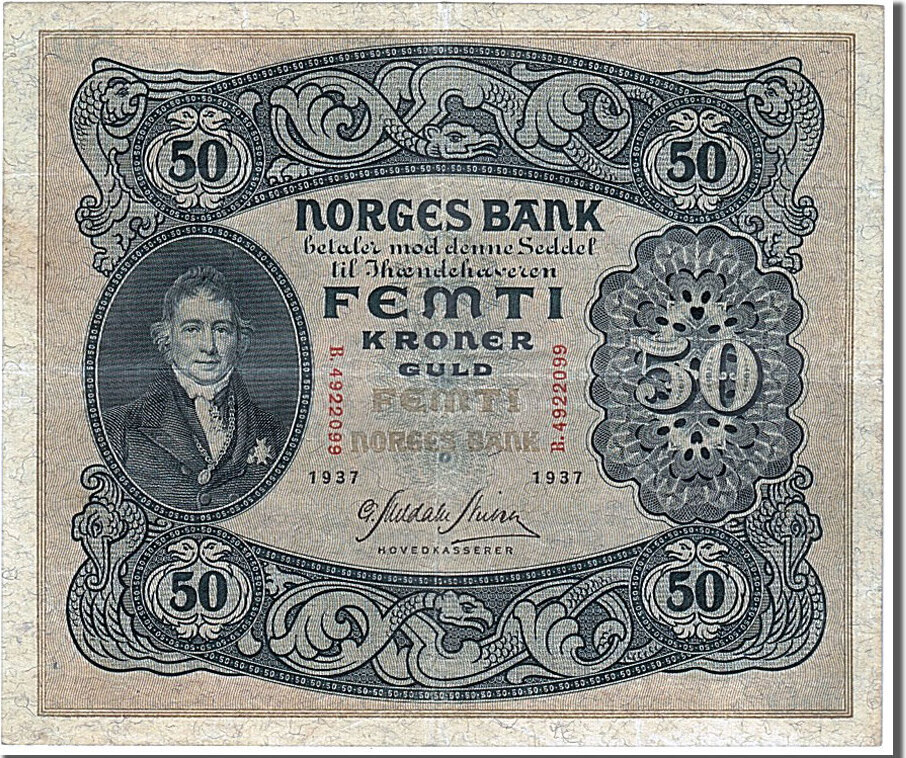 50
50
NORGES BANK
betaler mod denne Seddel
til Ihændehaveren
FEMTI
KRONER
GULD
FEMTI
NORGES BANK
50
B. 4922099
B. 4922099
1937
1937
HOVEDKASSERER
50
50